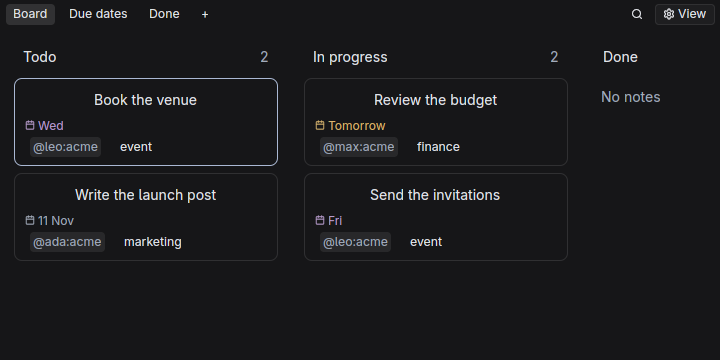 Board Due dates Done + View
Todo 2
Book the venue
Wed
@leo:acme event
Write the launch post
11 Nov
@ada:acme marketing
In progress 2
Review the budget
Tomorrow
@max:acme finance
Send the invitations
Fri
@leo:acme event
Done
No notes